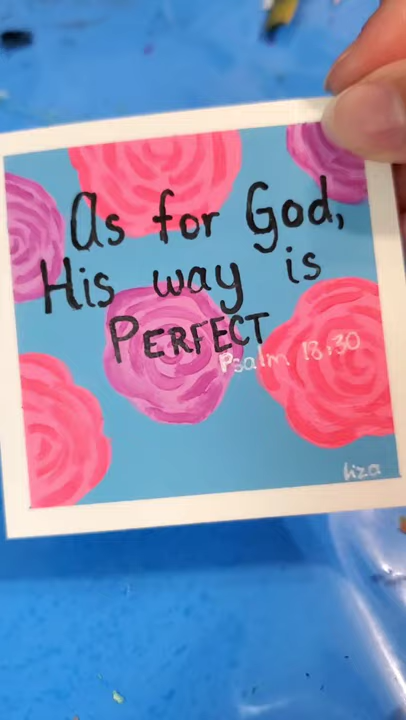 As for God,
His way is
PERFECT
Psalm 18:30
Liza